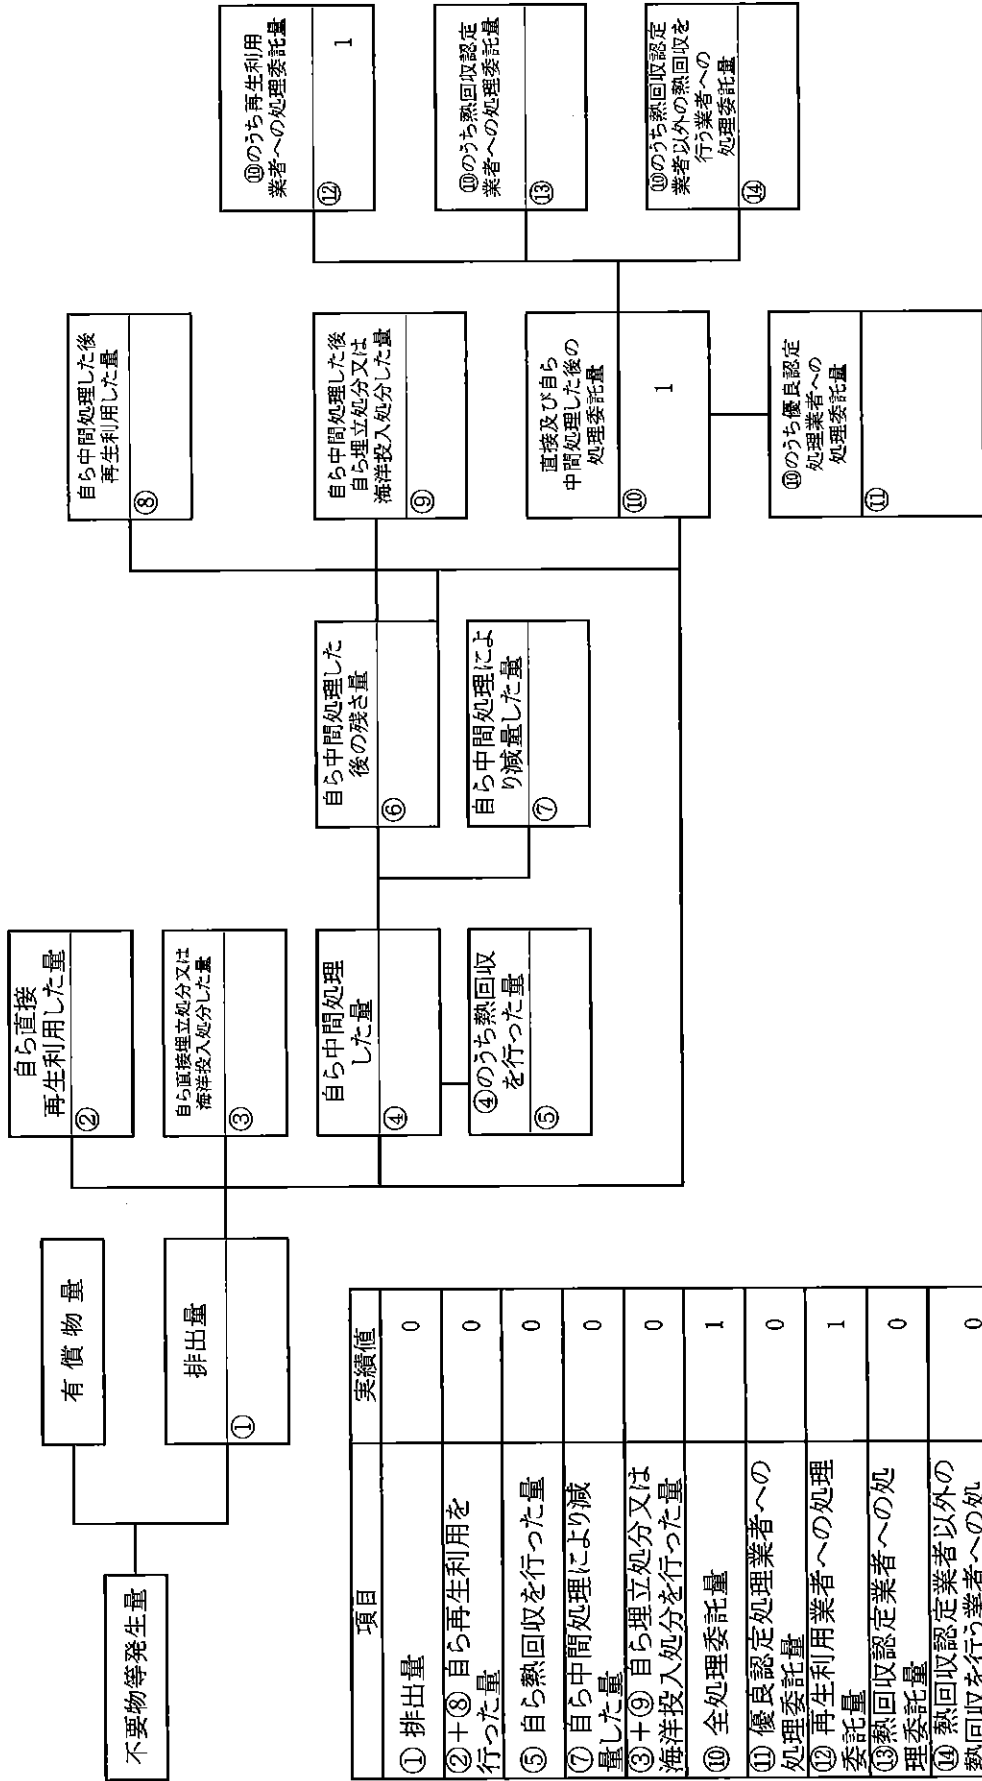 不要物等発生量
有償物量
排出量
①
自ら直接
再生利用した量
②
自ら直接埋立処分又は
海洋投入処分した量
③
自ら中間処理
した量
④
④のうち熱回収
を行った量
⑤
自ら中間処理した
後の残さ量
⑥
自ら中間処理によ
り減量した量
⑦
自ら中間処理した後
再生利用した量
⑧
自ら中間処理した後
自ら埋立処分又は
海洋投入処分した量
⑨
直接及び自ら
中間処理した後の
処理委託量
⑩ 1
⑩のうち優良認定
処理業者への
処理委託量
⑪
⑩のうち再生利用
業者への処理委託量
⑫ 1
⑩のうち熱回収認定
業者への処理委託量
⑬
⑩のうち熱回収認定
業者以外の熱回収を
行う業者への
処理委託量
⑭
項目 実績値
① 排出量 0
②+⑧ 自ら再生利用を
行った量 0
⑤ 自ら熱回収を行った量 0
⑦ 自ら中間処理により減
量した量 0
③+⑨ 自ら埋立処分又は
海洋投入処分を行った量 0
⑩ 全処理委託量 1
⑪ 優良認定処理業者への
処理委託量 0
⑫ 再生利用業者への処理
委託量 1
⑬熱回収認定業者への処
理委託量 0
⑭ 熱回収認定業者以外の
熱回収を行う業者への処 0